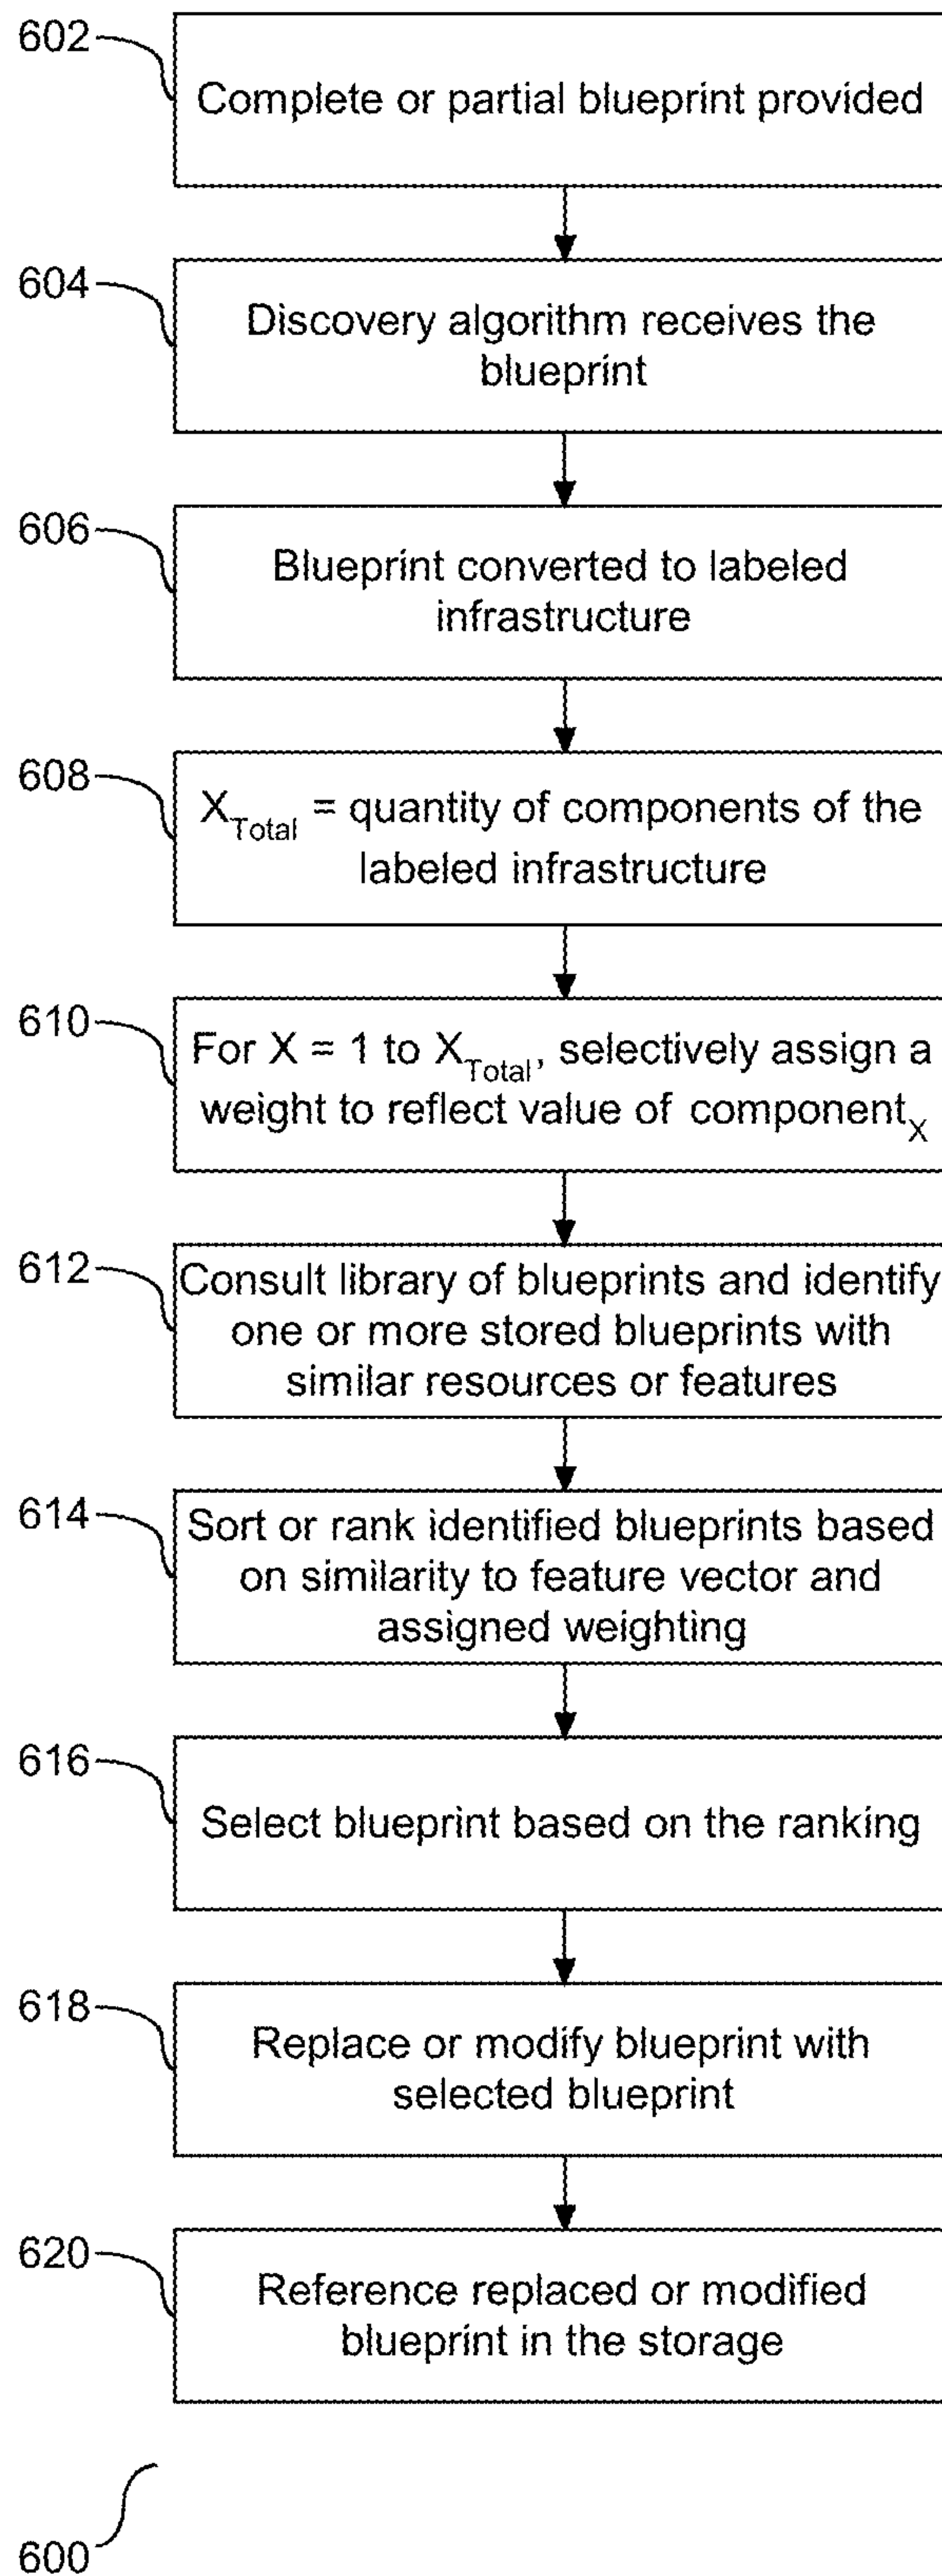 602
Complete or partial blueprint provided
604
Discovery algorithm receives the
blueprint
606
Blueprint converted to labeled
infrastructure
608
X_Total = quantity of components of the
labeled infrastructure
610
For X = 1 to X_Total, selectively assign a
weight to reflect value of component_X
612
Consult library of blueprints and identify
one or more stored blueprints with
similar resources or features
614
Sort or rank identified blueprints based
on similarity to feature vector and
assigned weighting
616
Select blueprint based on the ranking
618
Replace or modify blueprint with
selected blueprint
620
Reference replaced or modified
blueprint in the storage
600